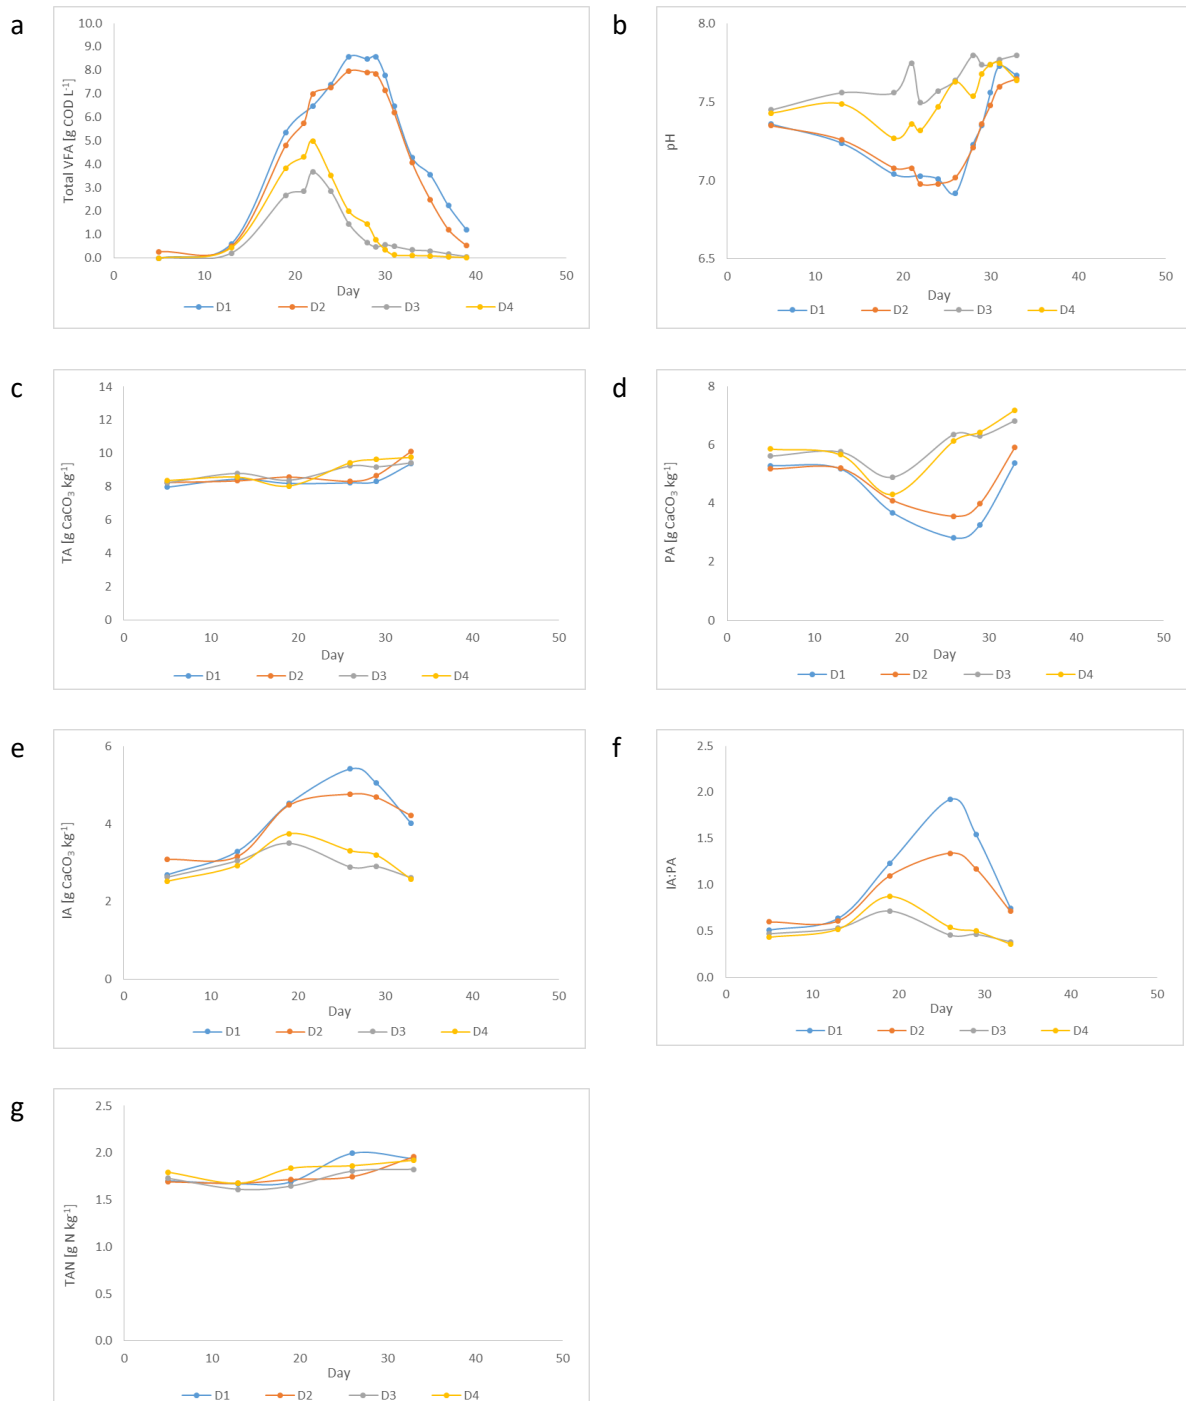 a
10.0
9.0
8.0
7.0
6.0
5.0
4.0
3.0
2.0
1.0
0.0
Total VFA [g COD L⁻¹]
0 10 20 30 40 50
Day
D1 D2 D3 D4
b
8.0
7.5
7.0
6.5
pH
0 10 20 30 40 50
Day
D1 D2 D3 D4
c
14
12
10
8
6
4
2
0
TA [g CaCO₃ kg⁻¹]
0 10 20 30 40 50
Day
D1 D2 D3 D4
d
8
6
4
2
0
PA [g CaCO₃ kg⁻¹]
0 10 20 30 40 50
Day
D1 D2 D3 D4
e
6
4
2
0
IA [g CaCO₃ kg⁻¹]
0 10 20 30 40 50
Day
D1 D2 D3 D4
f
2.5
2.0
1.5
1.0
0.5
0.0
IA:PA
0 10 20 30 40 50
Day
D1 D2 D3 D4
g
2.5
2.0
1.5
1.0
0.5
0.0
TAN [g N kg⁻¹]
0 10 20 30 40 50
Day
D1 D2 D3 D4